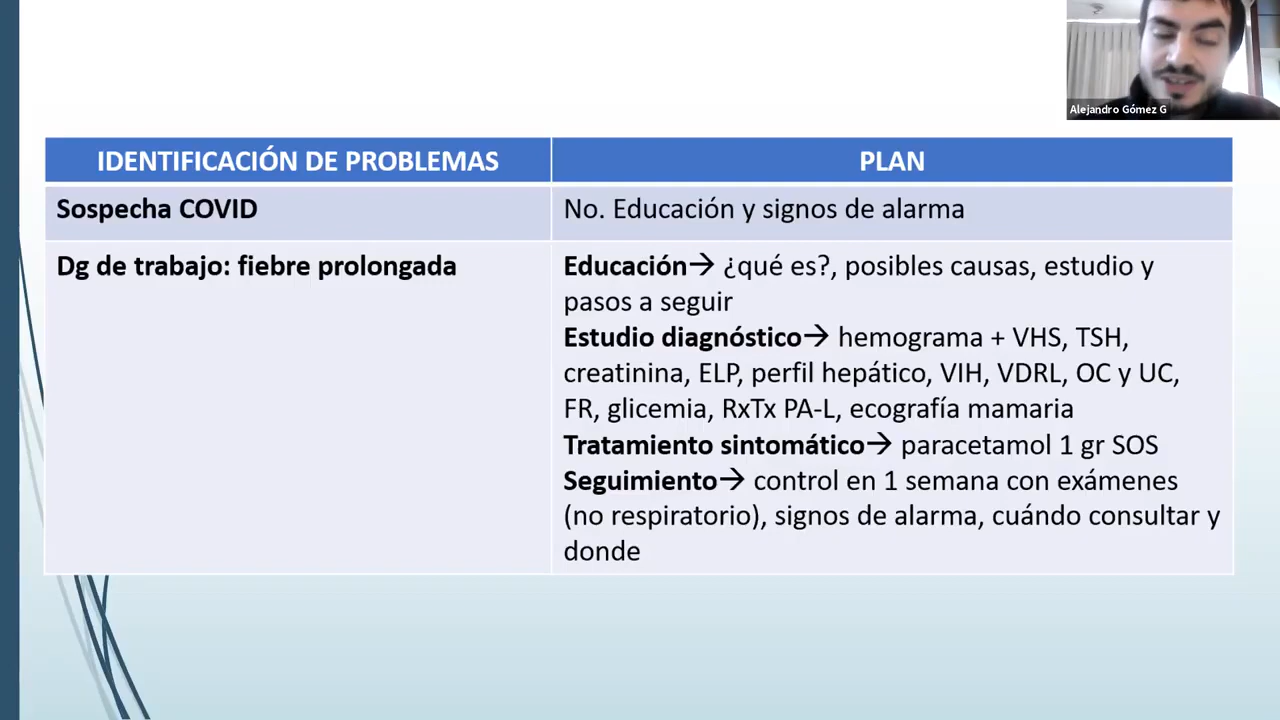 Alejandro Gómez G
IDENTIFICACIÓN DE PROBLEMAS
PLAN
Sospecha COVID
No. Educación y signos de alarma
Dg de trabajo: fiebre prolongada
Educación→ ¿qué es?, posibles causas, estudio y
pasos a seguir
Estudio diagnóstico→ hemograma + VHS, TSH,
creatinina, ELP, perfil hepático, VIH, VDRL, OC y UC,
FR, glicemia, RxTx PA-L, ecografía mamaria
Tratamiento sintomático→ paracetamol 1 gr SOS
Seguimiento→ control en 1 semana con exámenes
(no respiratorio), signos de alarma, cuándo consultar y
donde